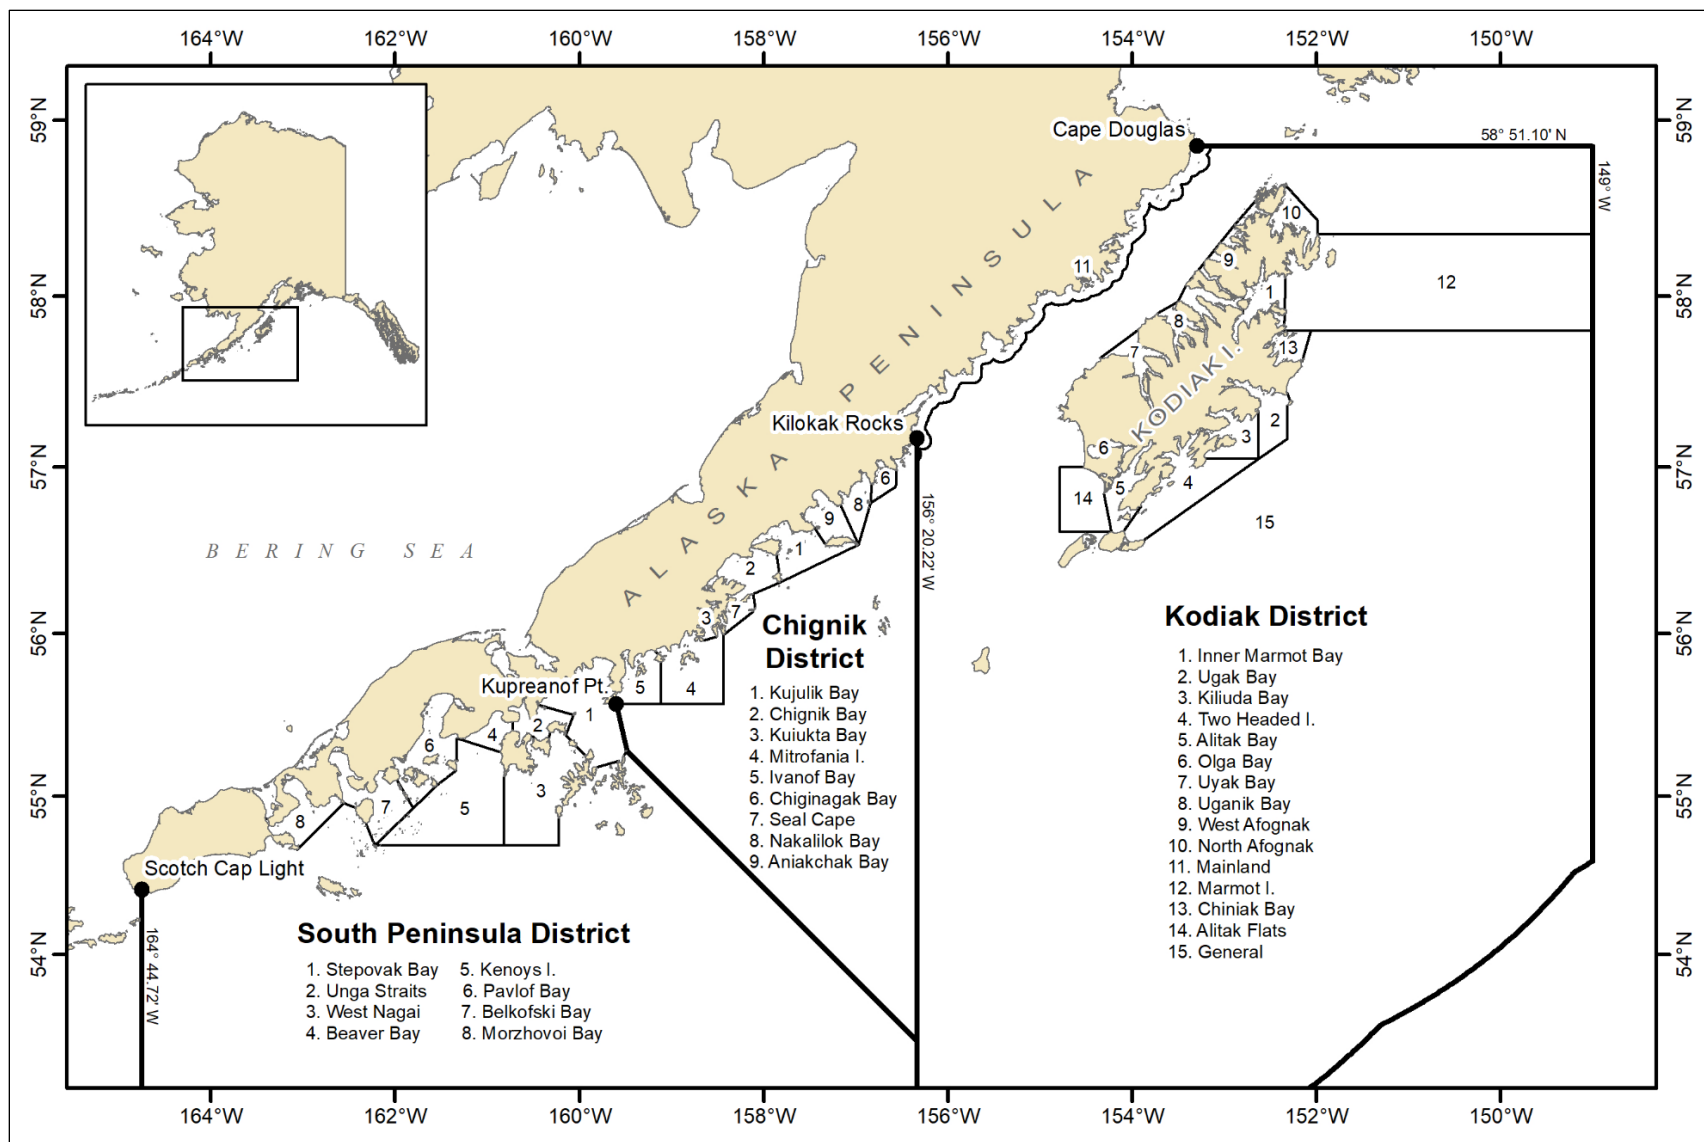 164°W 162°W 160°W 158°W 156°W 154°W 152°W 150°W
59°N 59°N
Cape Douglas
58° 51.10' N
149° W
10
9
11
12
58°N 58°N
1
8
13
7
ALASKA PENINSULA
KODIAK I.
Kilokak Rocks
2
3
6
57°N 57°N
6
5
4
14
8
9
15
156° 20.22' W
BERING SEA
1
2
7
3
56°N 56°N
Chignik
District
1. Kujulik Bay
2. Chignik Bay
3. Kuiukta Bay
4. Mitrofania I.
5. Ivanof Bay
6. Chiginagak Bay
7. Seal Cape
8. Nakalilok Bay
9. Aniakchak Bay
Kodiak District
1. Inner Marmot Bay
2. Ugak Bay
3. Kiliuda Bay
4. Two Headed I.
5. Alitak Bay
6. Olga Bay
7. Uyak Bay
8. Uganik Bay
9. West Afognak
10. North Afognak
11. Mainland
12. Marmot I.
13. Chiniak Bay
14. Alitak Flats
15. General
Kupreanof Pt.
5
4
1
2
4
6
3
55°N 55°N
7
5
8
Scotch Cap Light
164° 44.72' W
54°N 54°N
South Peninsula District
1. Stepovak Bay
2. Unga Straits
3. West Nagai
4. Beaver Bay
5. Kenoys I.
6. Pavlof Bay
7. Belkofski Bay
8. Morzhovoi Bay
164°W 162°W 160°W 158°W 156°W 154°W 152°W 150°W